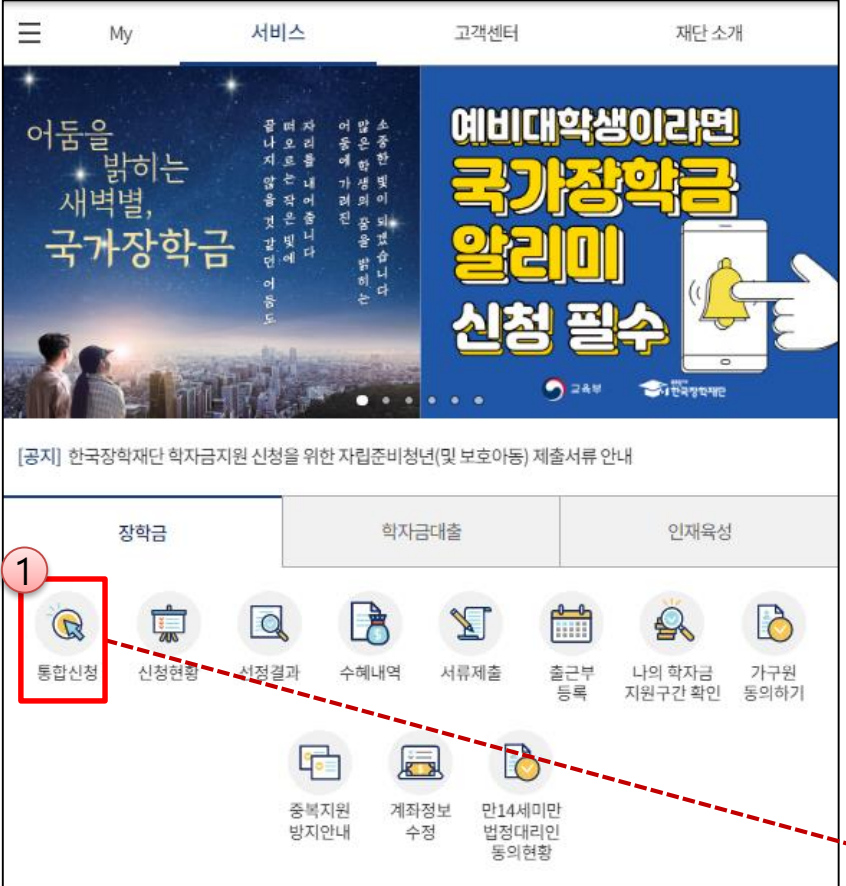 My
서비스
고객센터
재단 소개
어둠을
밝히는
새벽별,
국가장학금
소중한 빛이 되겠습니다
많은 학생의 꿈을 밝히는
어둠에 가려진
자리를 내어줍니다
떠오르는 작은 빛에
끝나지 않을 것 같던 어둠도
예비대학생이라면
국가장학금
알리미
신청 필수
교육부
한국장학재단
[공지] 한국장학재단 학자금지원 신청을 위한 자립준비청년(및 보호아동) 제출서류 안내
장학금
학자금대출
인재육성
1
통합신청
신청현황
선정결과
수혜내역
서류제출
출근부
등록
나의 학자금
지원구간 확인
가구원
동의하기
중복지원
방지안내
계좌정보
수정
만14세미만
법정대리인
동의현황